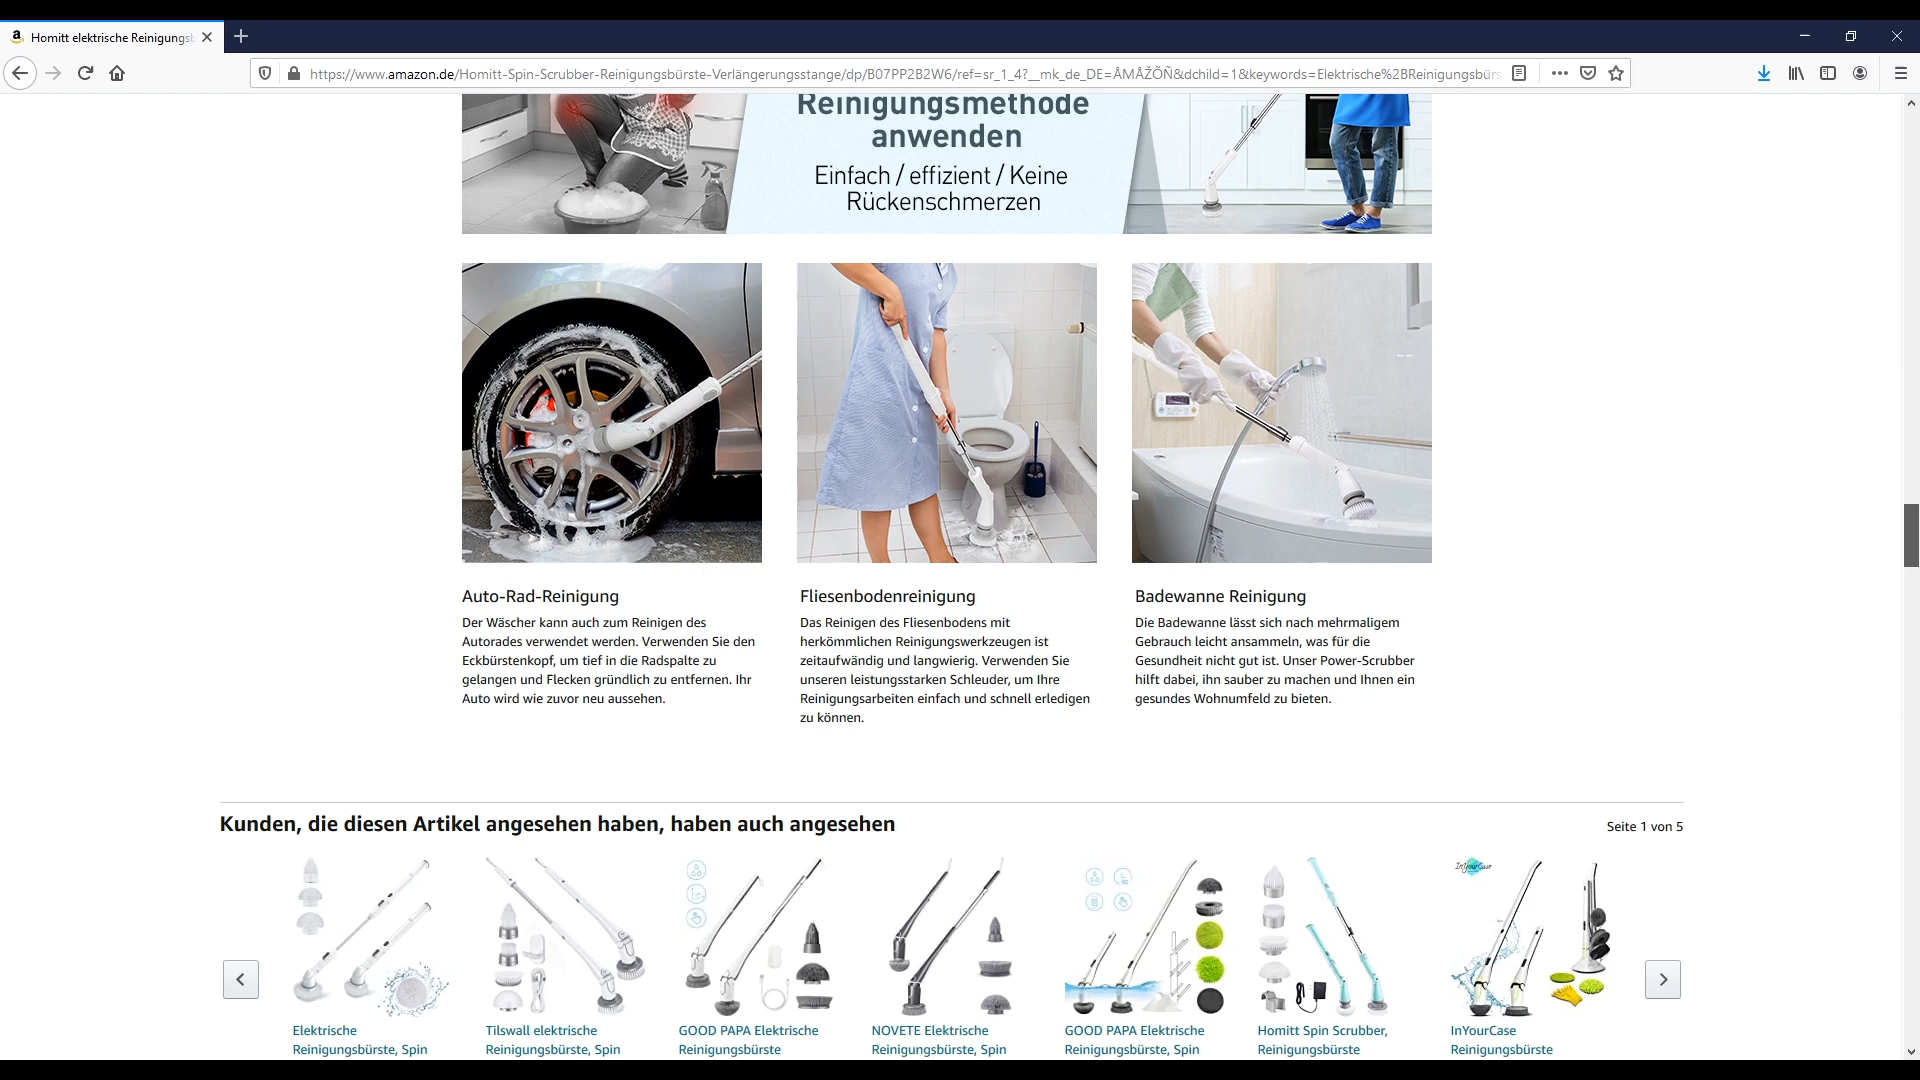 Homitt elektrische Reinigungsb
https://www.amazon.de/Homitt-Spin-Scrubber-Reinigungsbürste-Verlängerungsstange/dp/B07PP2B2W6/ref=sr_1_4?__mk_de_DE=ÅMÅŽÕÑ&dchild=1&keywords=Elektrische%2BReinigungsbürs
Reinigungsmethode
anwenden
Einfach / effizient / Keine
Rückenschmerzen
Auto-Rad-Reinigung
Der Wäscher kann auch zum Reinigen des
Autorades verwendet werden. Verwenden Sie den
Eckbürstenkopf, um tief in die Radspalte zu
gelangen und Flecken gründlich zu entfernen. Ihr
Auto wird wie zuvor neu aussehen.
Fliesenbodenreinigung
Das Reinigen des Fliesenbodens mit
herkömmlichen Reinigungswerkzeugen ist
zeitaufwändig und langwierig. Verwenden Sie
unseren leistungsstarken Schleuder, um Ihre
Reinigungsarbeiten einfach und schnell erledigen
zu können.
Badewanne Reinigung
Die Badewanne lässt sich nach mehrmaligem
Gebrauch leicht ansammeln, was für die
Gesundheit nicht gut ist. Unser Power-Scrubber
hilft dabei, ihn sauber zu machen und Ihnen ein
gesundes Wohnumfeld zu bieten.
Kunden, die diesen Artikel angesehen haben, haben auch angesehen
Seite 1 von 5
InYourCase
Elektrische
Reinigungsbürste, Spin
Tilswall elektrische
Reinigungsbürste, Spin
GOOD PAPA Elektrische
Reinigungsbürste
NOVETE Elektrische
Reinigungsbürste, Spin
GOOD PAPA Elektrische
Reinigungsbürste, Spin
Homitt Spin Scrubber,
Reinigungsbürste
InYourCase
Reinigungsbürste